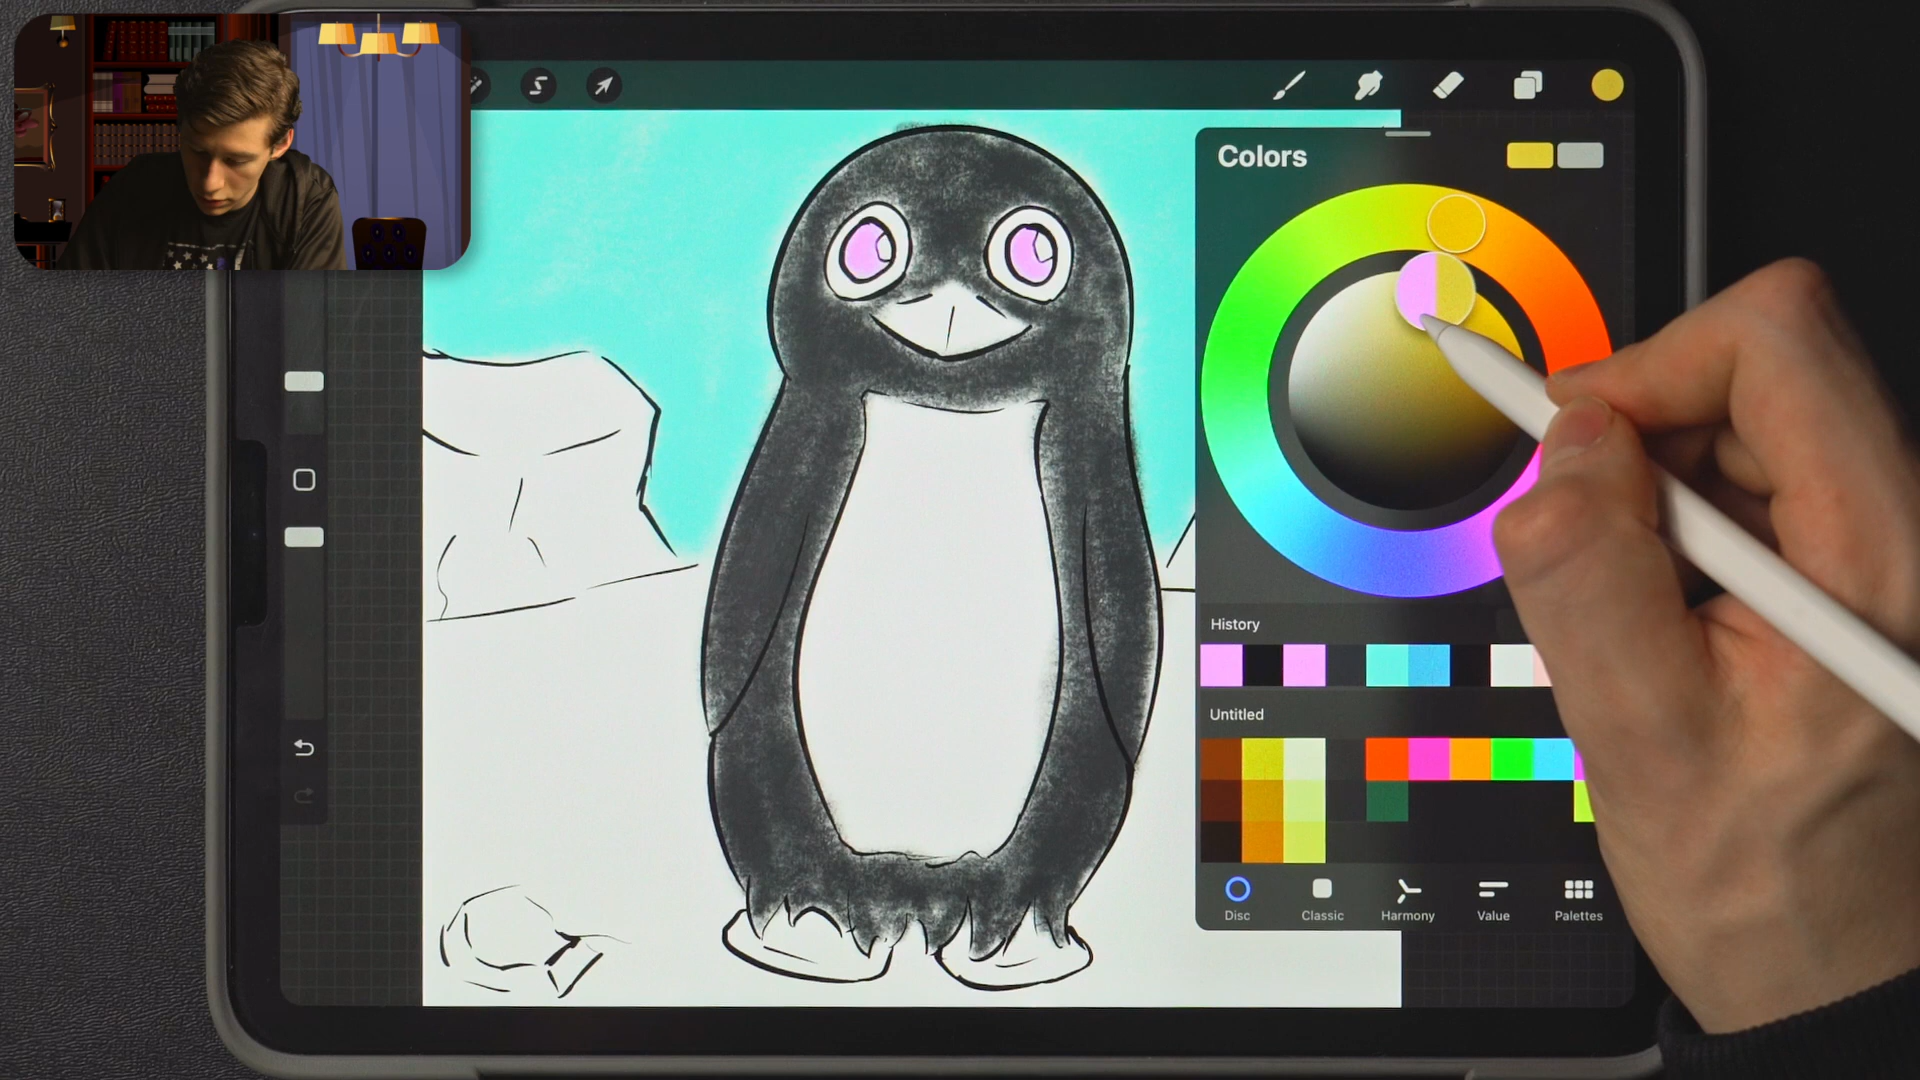 Colors
History
Untitled
Disc
Classic
Harmony
Value
Palettes